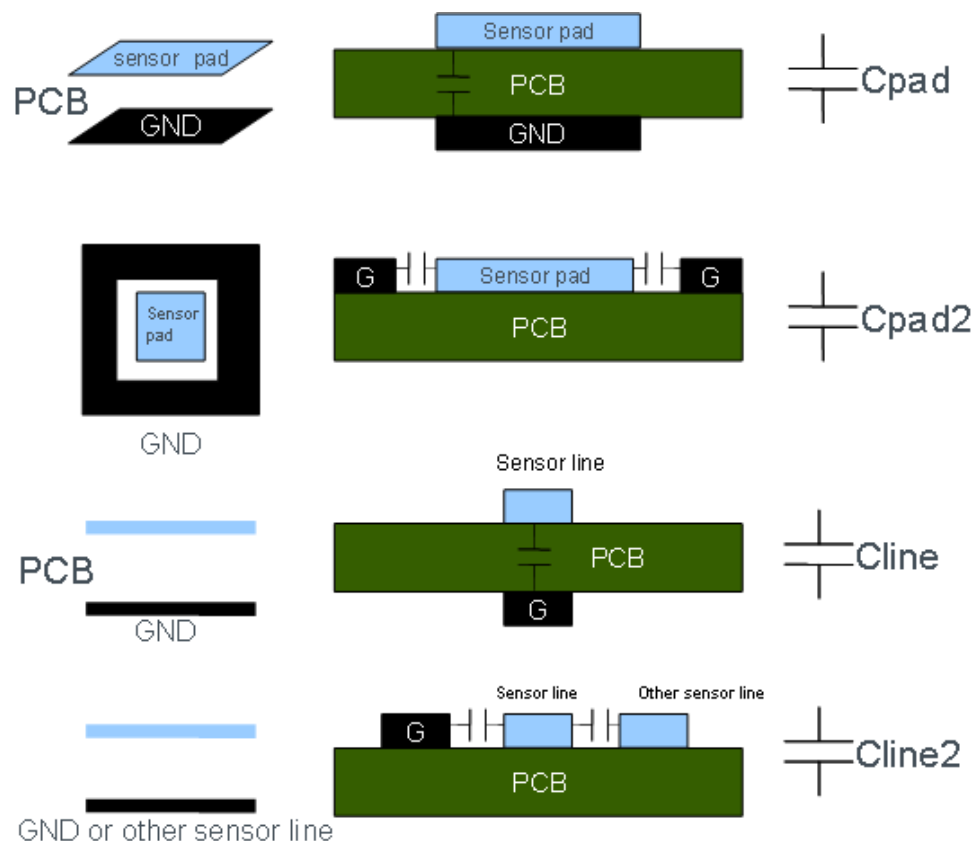 sensor pad
PCB
GND
Sensor pad
PCB
GND
Cpad
Sensor
pad
GND
G
Sensor pad
G
PCB
Cpad2
PCB
GND
Sensor line
PCB
G
Cline
GND or other sensor line
Sensor line
Other sensor line
G
PCB
Cline2